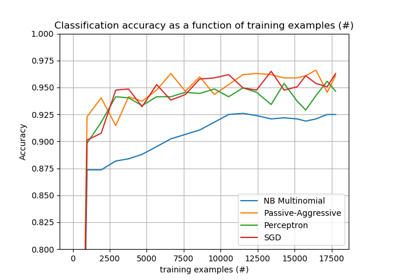 Classification accuracy as a function of training examples (#)
1.000
0.975
0.950
0.925
0.900
0.875
0.850
0.825
0.800
Accuracy
NB Multinomial
Passive-Aggressive
Perceptron
SGD
0 2500 5000 7500 10000 12500 15000 17500
training examples (#)